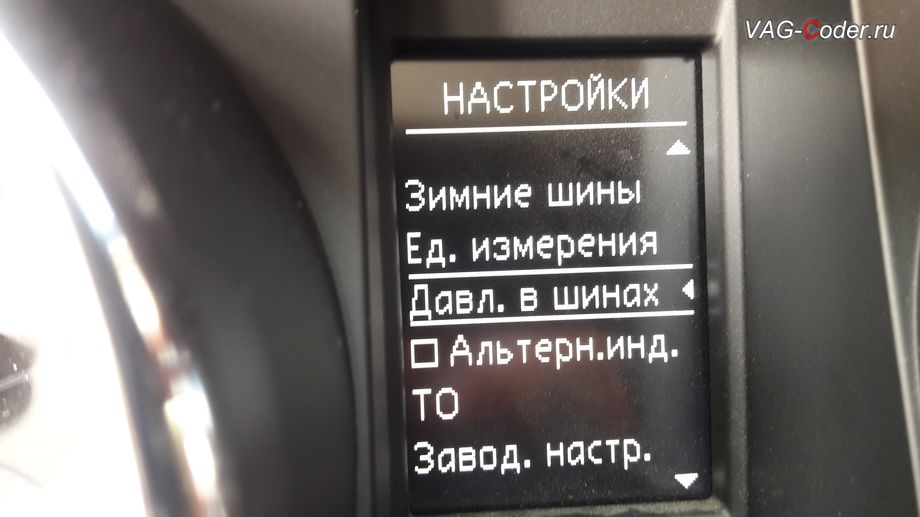 VAG-Coder.ru
НАСТРОЙКИ
Зимние шины
Ед. измерения
Давл. в шинах
Альтерн.инд.
ТО
Завод. настр.